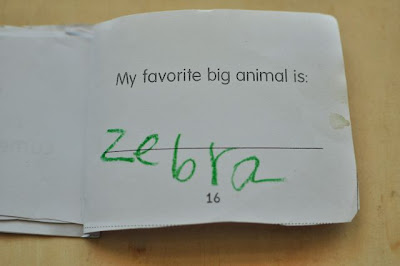 My favorite big animal is:
zebra
16